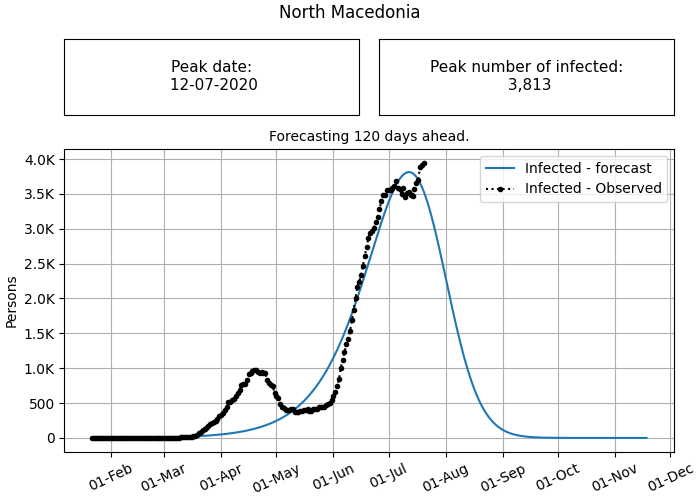 North Macedonia
Peak date:
12-07-2020
Peak number of infected:
3,813
Forecasting 120 days ahead.
4.0K
3.5K
3.0K
2.5K
2.0K
1.5K
1.0K
500
0
Persons
Infected - forecast
Infected - Observed
01-Feb
01-Mar
01-Apr
01-May
01-Jun
01-Jul
01-Aug
01-Sep
01-Oct
01-Nov
01-Dec